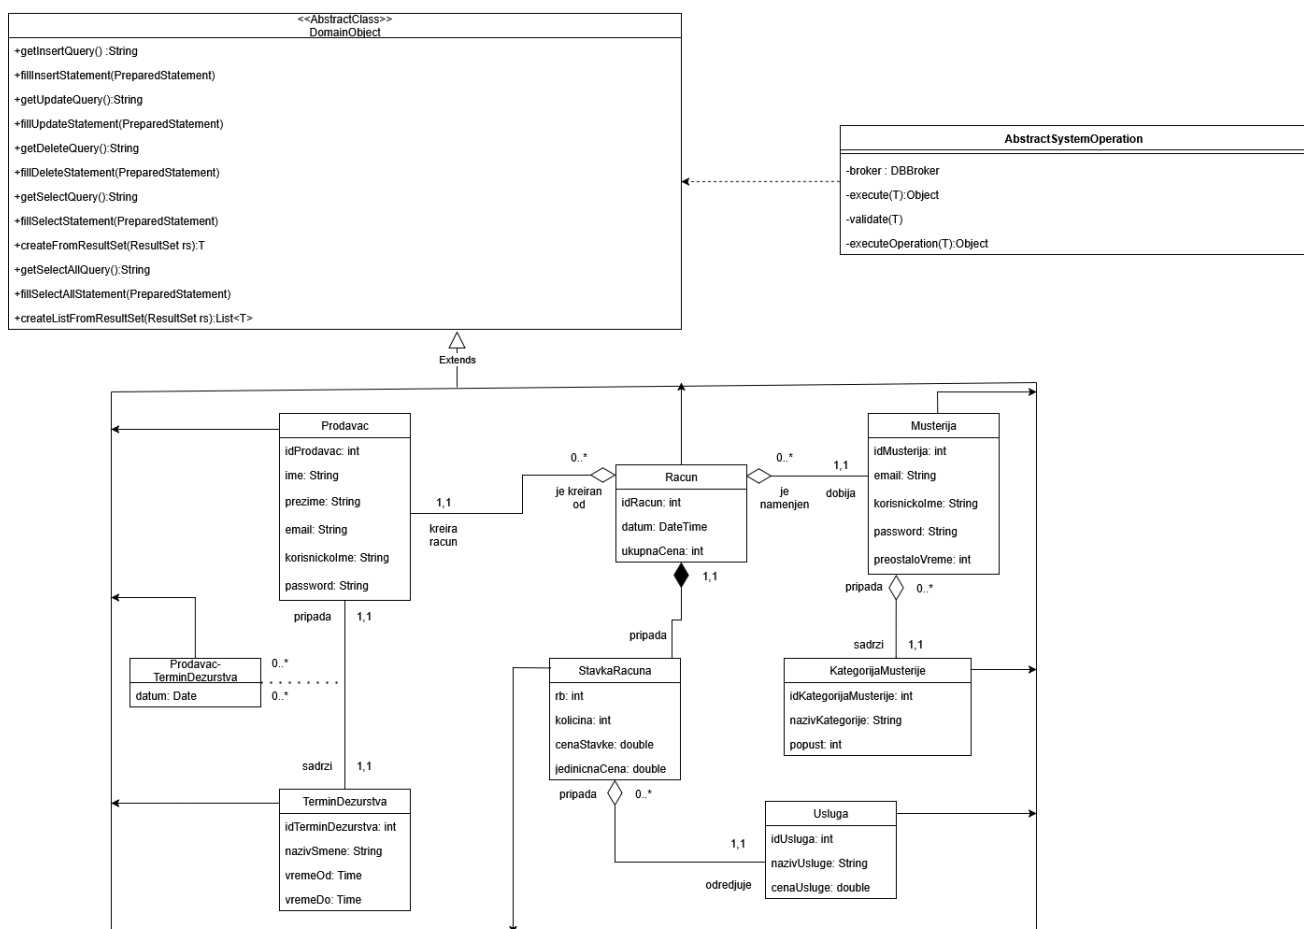 <<AbstractClass>>
DomainObject
+getInsertQuery() :String
+fillInsertStatement(PreparedStatement)
+getUpdateQuery():String
+fillUpdateStatement(PreparedStatement)
+getDeleteQuery():String
+fillDeleteStatement(PreparedStatement)
+getSelectQuery():String
+fillSelectStatement(PreparedStatement)
+createFromResultSet(ResultSet rs):T
+getSelectAllQuery():String
+fillSelectAllStatement(PreparedStatement)
+createListFromResultSet(ResultSet rs):List<T>
AbstractSystemOperation
-broker : DBBroker
-execute(T):Object
-validate(T)
-executeOperation(T):Object
Extends
Prodavac
idProdavac: int
ime: String
prezime: String
email: String
korisnickoIme: String
password: String
1,1
kreira
racun
0..*
je kreiran
od
Racun
idRacun: int
datum: DateTime
ukupnaCena: int
0..*
je
namenjen
1,1
dobija
Musterija
idMusterija: int
email: String
korisnickoIme: String
password: String
preostaloVreme: int
pripada
0..*
sadrzi
1,1
KategorijaMusterije
idKategorijaMusterije: int
nazivKategorije: String
popust: int
1,1
pripada
StavkaRacuna
rb: int
kolicina: int
cenaStavke: double
jedinicnaCena: double
pripada
0..*
1,1
odredjuje
Usluga
idUsluga: int
nazivUsluge: String
cenaUsluge: double
pripada
1,1
Prodavac-
TerminDezurstva
datum: Date
0..*
0..*
sadrzi
1,1
TerminDezurstva
idTerminDezurstva: int
nazivSmene: String
vremeOd: Time
vremeDo: Time